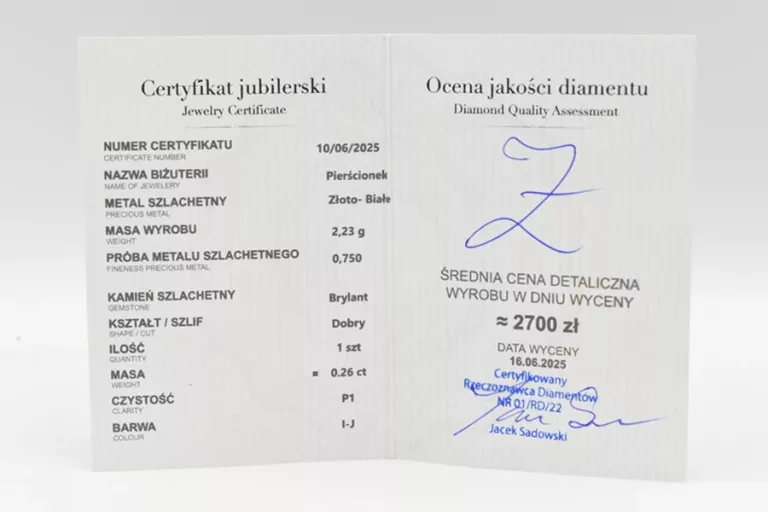 Certyfikat jubilerski
Jewelry Certificate
NUMER CERTYFIKATU 10/06/2025
CERTIFICATE NUMBER
NAZWA BIŻUTERII Pierścionek
NAME OF JEWELERY
METAL SZLACHETNY Złoto- Białe
PRECIOUS METAL
MASA WYROBU 2,23 g
WEIGHT
PRÓBA METALU SZLACHETNEGO 0,750
FINENESS PRECIOUS METAL
KAMIEŃ SZLACHETNY Brylant
GEMSTONE
KSZTAŁT / SZLIF Dobry
SHAPE / CUT
ILOŚĆ 1 szt
QUANTITY
MASA ≈ 0.26 ct
WEIGHT
CZYSTOŚĆ P1
CLARITY
BARWA I-J
COLOUR
Ocena jakości diamentu
Diamond Quality Assessment
Z
ŚREDNIA CENA DETALICZNA
WYROBU W DNIU WYCENY
≈ 2700 zł
DATA WYCENY
16.06.2025
Certyfikowany
Rzeczoznawca Diamentów
NR 01/RD/22
Jacek Sadowski